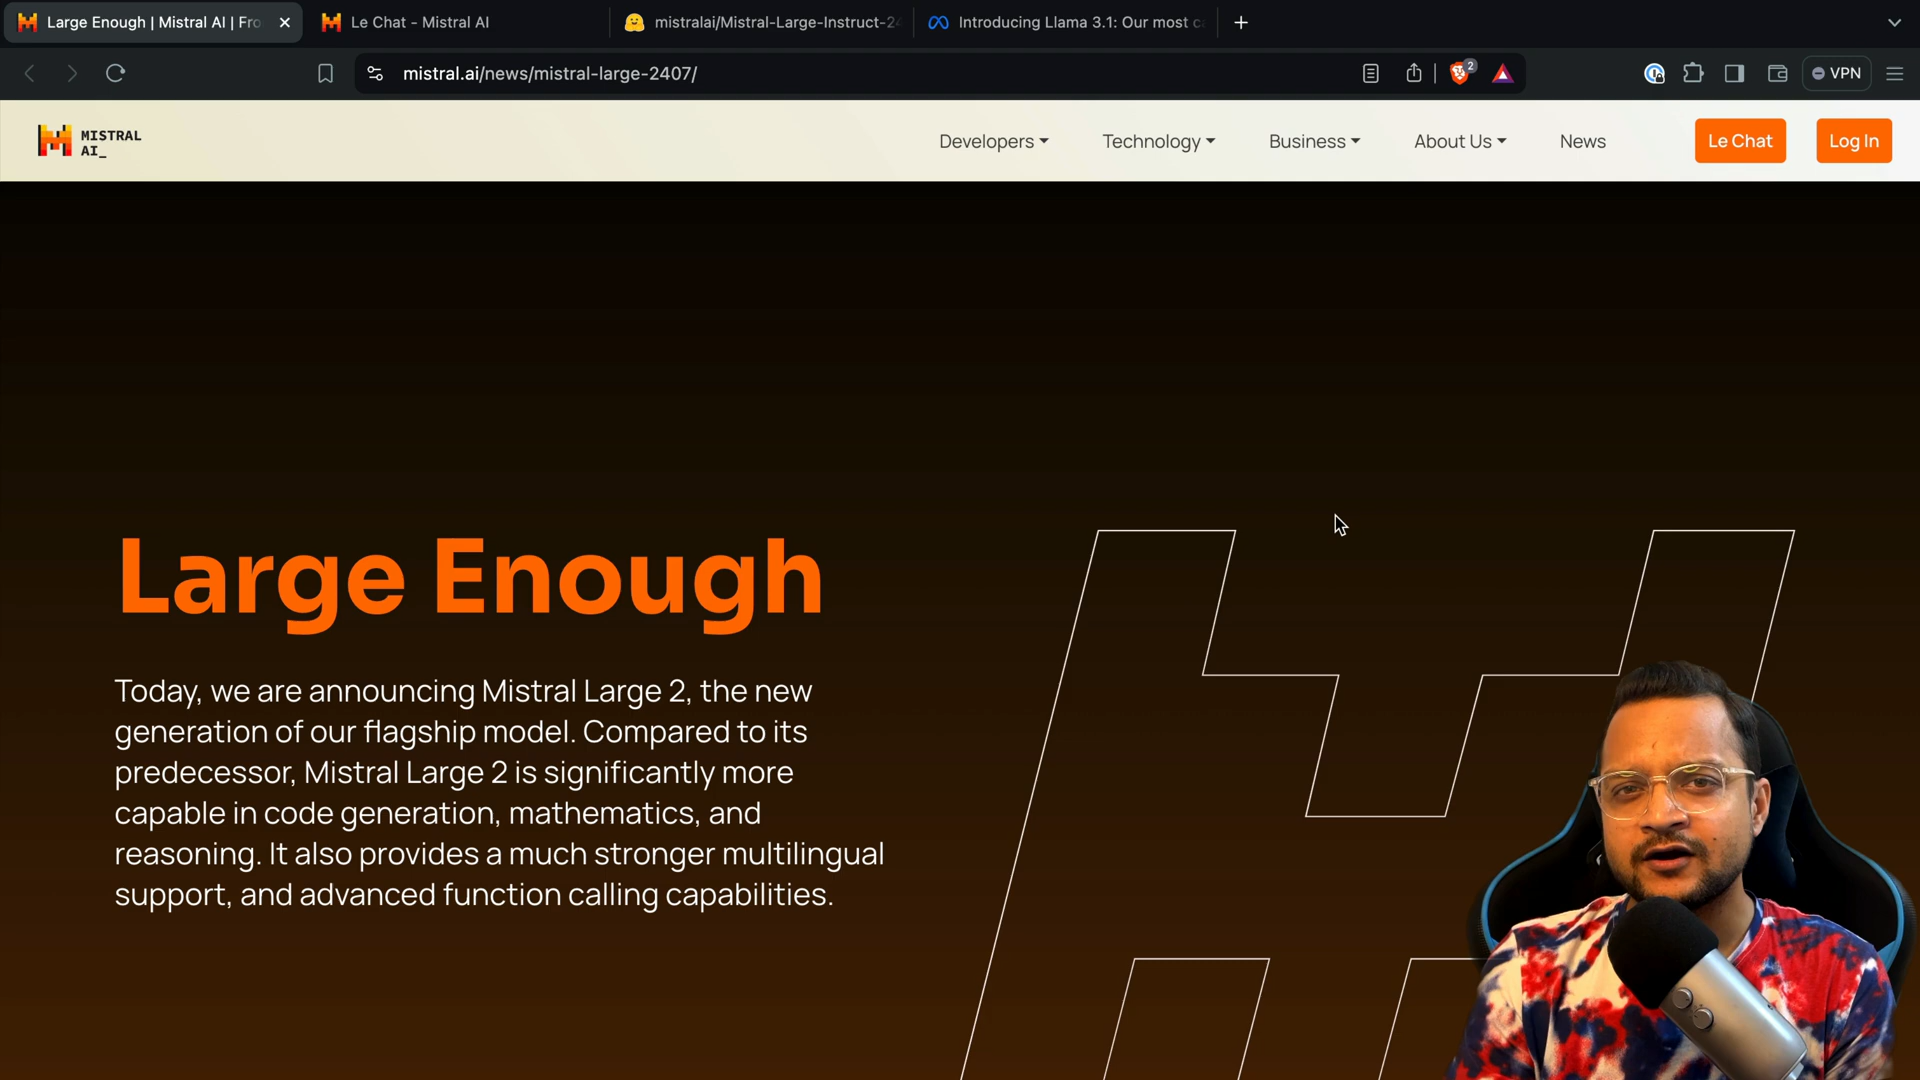 Large Enough | Mistral AI | Fro
Le Chat - Mistral AI
mistralai/Mistral-Large-Instruct-24
Introducing Llama 3.1: Our most ca
mistral.ai/news/mistral-large-2407/
2
VPN
MISTRAL
AI_
Developers
Technology
Business
About Us
News
Le Chat
Log In
Large Enough
Today, we are announcing Mistral Large 2, the new
generation of our flagship model. Compared to its
predecessor, Mistral Large 2 is significantly more
capable in code generation, mathematics, and
reasoning. It also provides a much stronger multilingual
support, and advanced function calling capabilities.